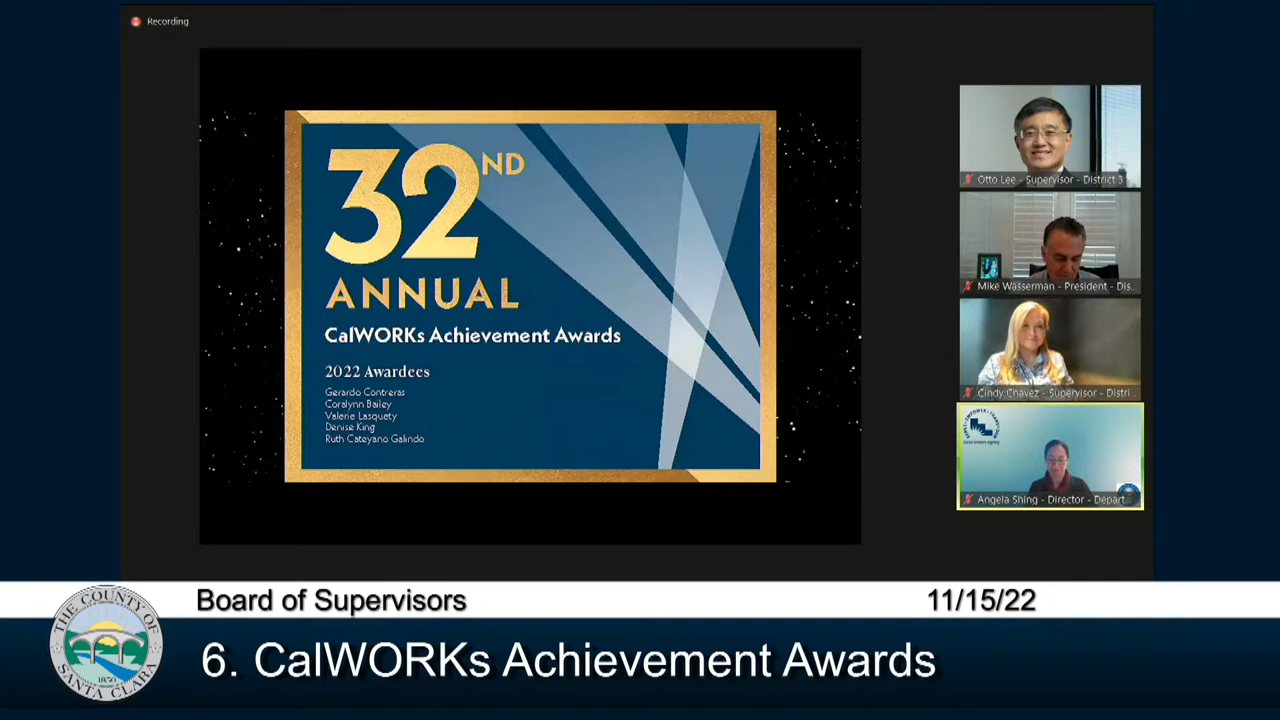 Recording
32ND
ANNUAL
CalWORKs Achievement Awards
2022 Awardees
Gerardo Contreras
Coralynn Bailey
Valerie Lasquety
Denise King
Ruth Cateyano Galindo
Otto Lee - Supervisor - District 3
Mike Wasserman - President - Dis...
Cindy Chavez - Supervisor - Distri...
Angela Shing - Director - Depart...
Board of Supervisors
11/15/22
6. CalWORKs Achievement Awards
THE COUNTY OF
SANTA CLARA
1850